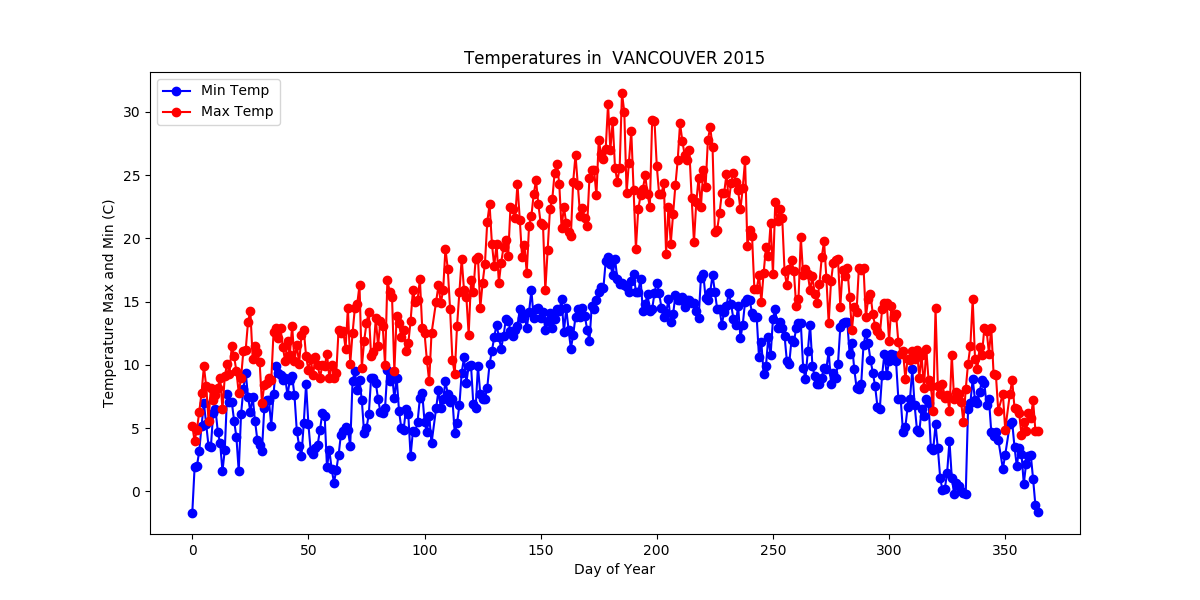 Temperatures in  VANCOUVER 2015
Min Temp
Max Temp
Temperature Max and Min (C)
30
25
20
15
10
5
0
0 50 100 150 200 250 300 350
Day of Year